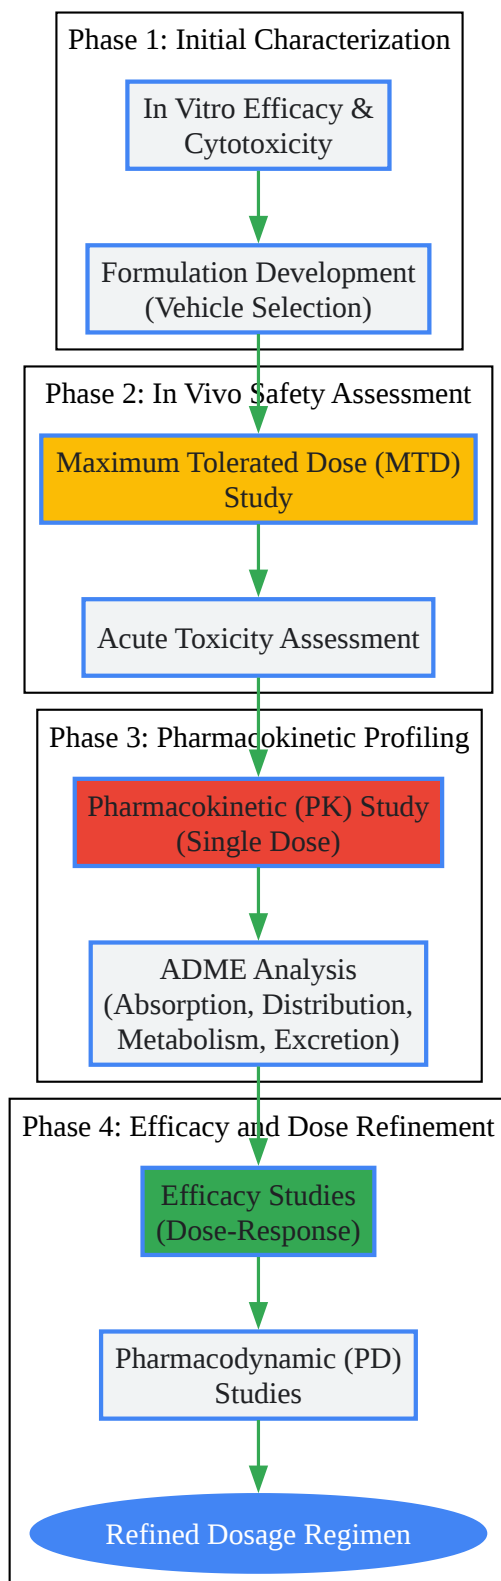 Phase 1: Initial Characterization
In Vitro Efficacy &
Cytotoxicity
Formulation Development
(Vehicle Selection)
Phase 2: In Vivo Safety Assessment
Maximum Tolerated Dose (MTD)
Study
Acute Toxicity Assessment
Phase 3: Pharmacokinetic Profiling
Pharmacokinetic (PK) Study
(Single Dose)
ADME Analysis
(Absorption, Distribution,
Metabolism, Excretion)
Phase 4: Efficacy and Dose Refinement
Efficacy Studies
(Dose-Response)
Pharmacodynamic (PD)
Studies
Refined Dosage Regimen